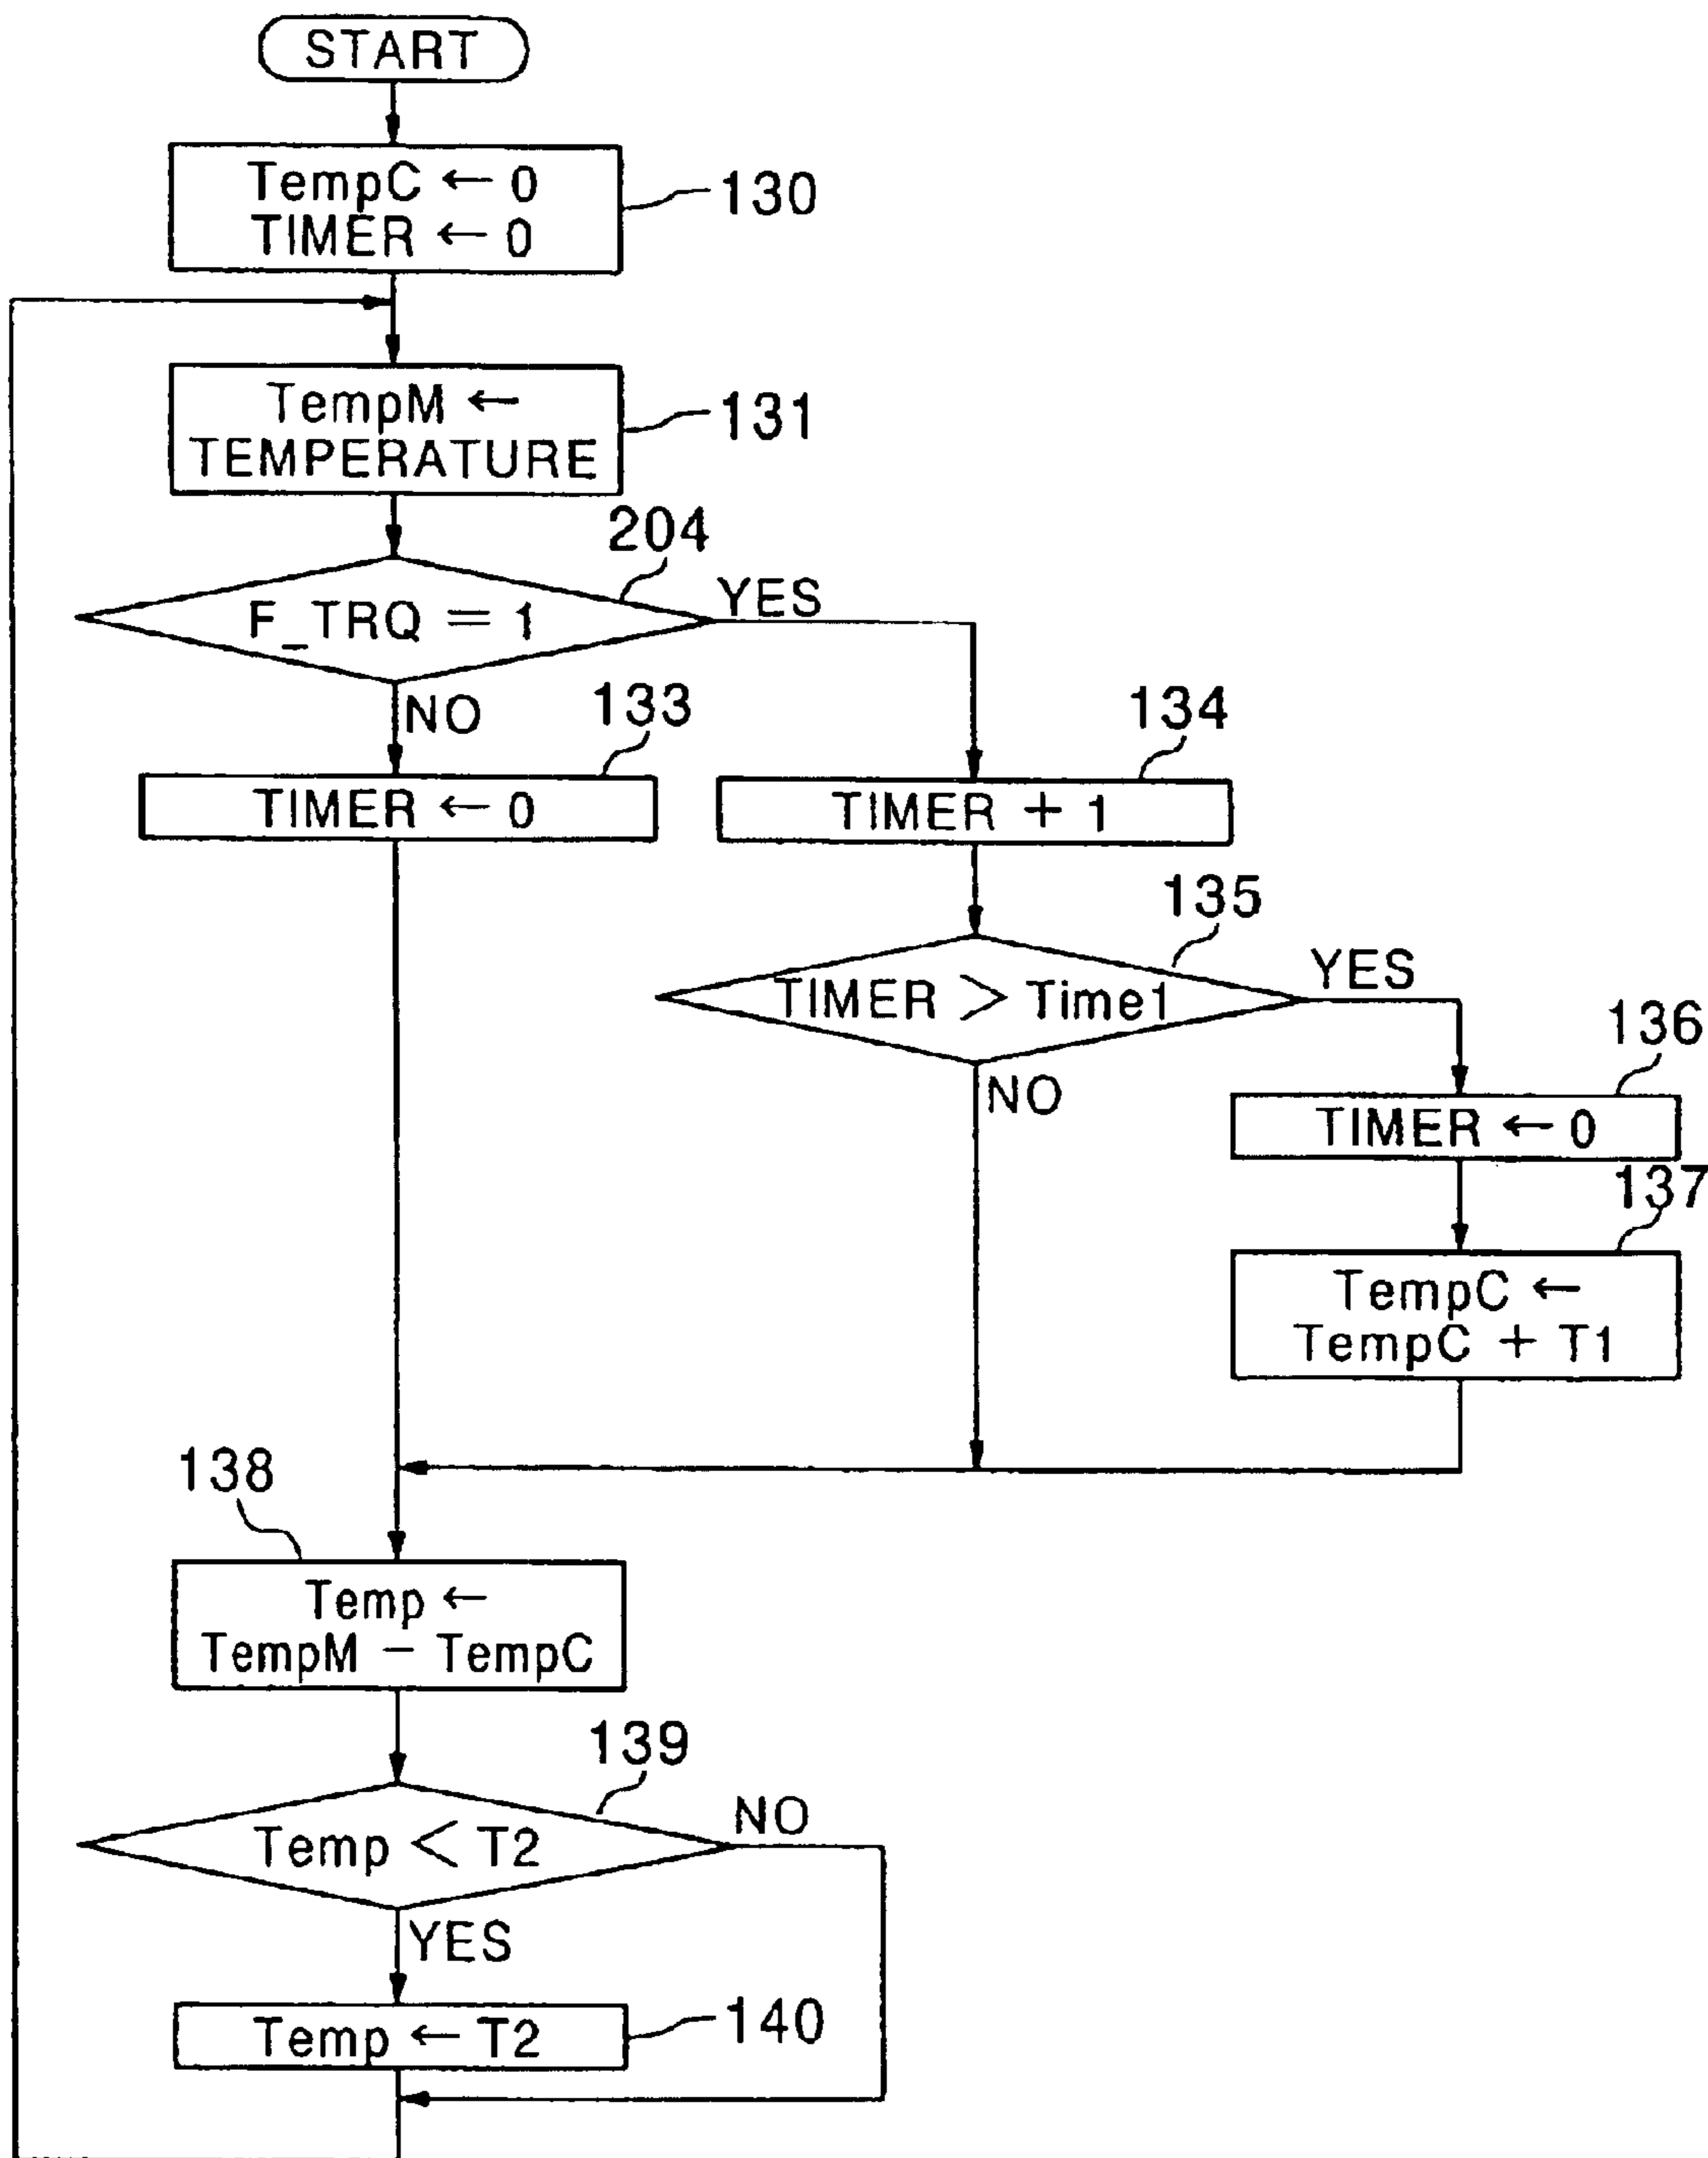 START
TempC ← 0
TIMER ← 0
130
TempM ←
TEMPERATURE
131
204
F_TRQ = 1
YES
NO
133
134
TIMER ← 0
TIMER + 1
135
TIMER > Time1
YES
NO
136
TIMER ← 0
137
TempC ←
TempC + T1
138
Temp ←
TempM − TempC
139
Temp < T2
NO
YES
Temp ← T2
140